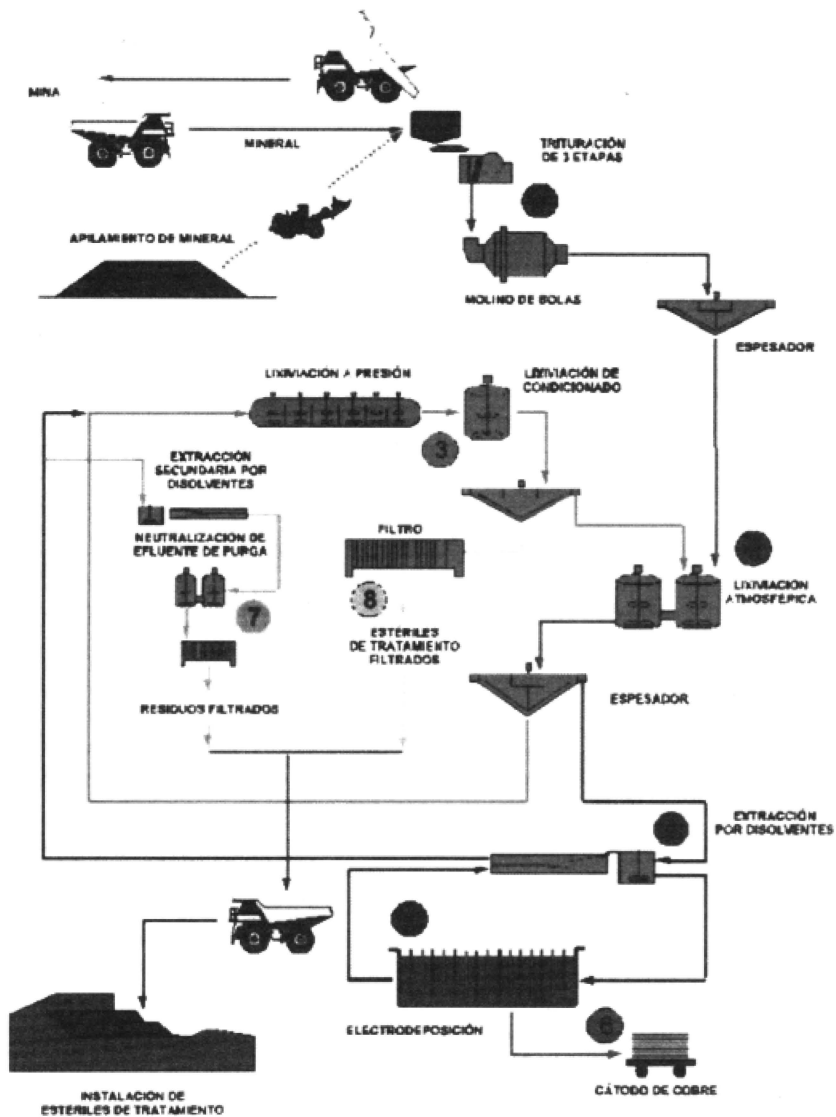 MINA
MINERAL
TRITURACIÓN
DE 3 ETAPAS
APILAMIENTO DE MINERAL
MOLINO DE BOLAS
ESPESADOR
LIXIVIACIÓN A PRESIÓN
LIXIVIACIÓN DE
CONDICIONADO
3
EXTRACCIÓN
SECUNDARIA POR
DISOLVENTES
NEUTRALIZACIÓN DE
EFLUENTE DE PURGA
FILTRO
LIXIVIACIÓN
ATMOSFÉRICA
7
8
ESTÉRILES
DE TRATAMIENTO
FILTRADOS
RESIDUOS FILTRADOS
ESPESADOR
EXTRACCIÓN
POR DISOLVENTES
ELECTRODEPOSICIÓN
6
CÁTODO DE COBRE
INSTALACIÓN DE
ESTÉRILES DE TRATAMIENTO